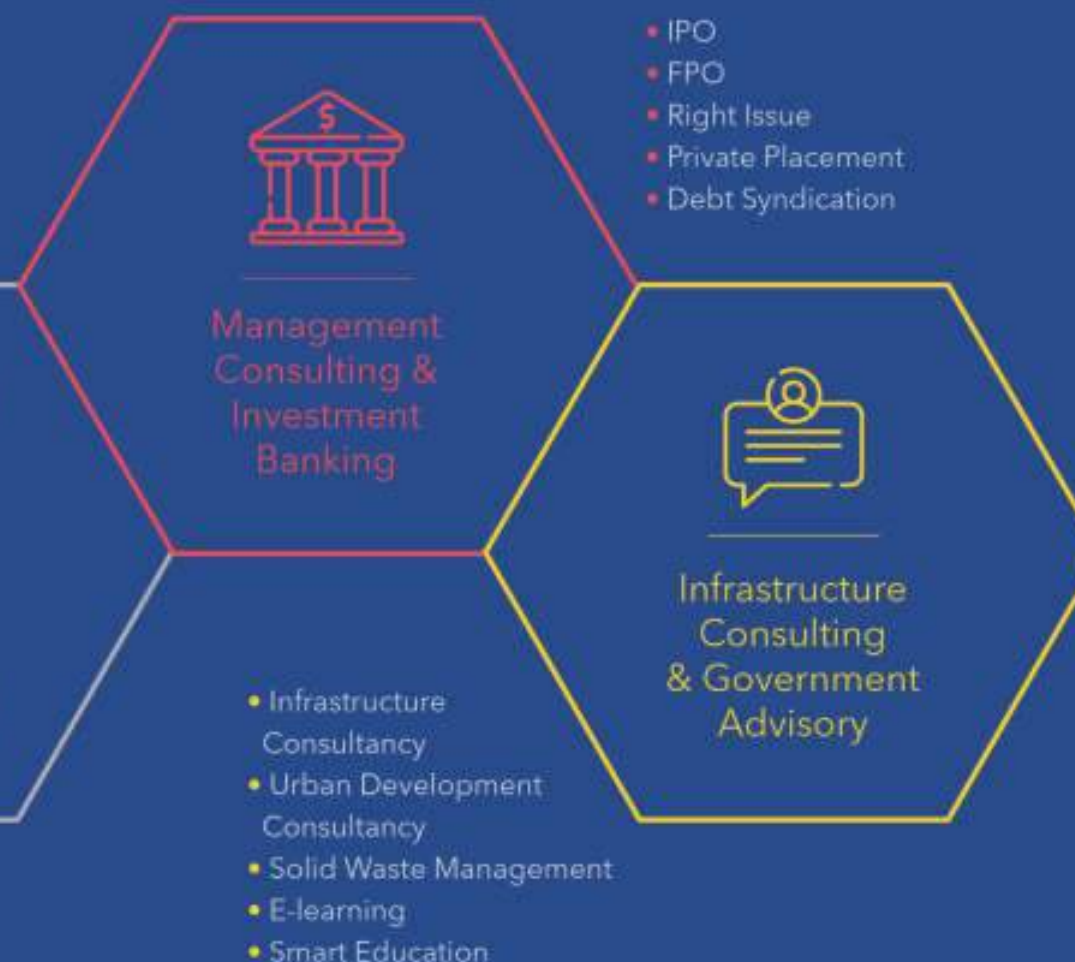 • IPO
• FPO
• Right Issue
• Private Placement
• Debt Syndication
$
Management
Consulting &
Investment
Banking
Infrastructure
Consulting
& Government
Advisory
• Infrastructure
Consultancy
• Urban Development
Consultancy
• Solid Waste Management
• E-learning
• Smart Education